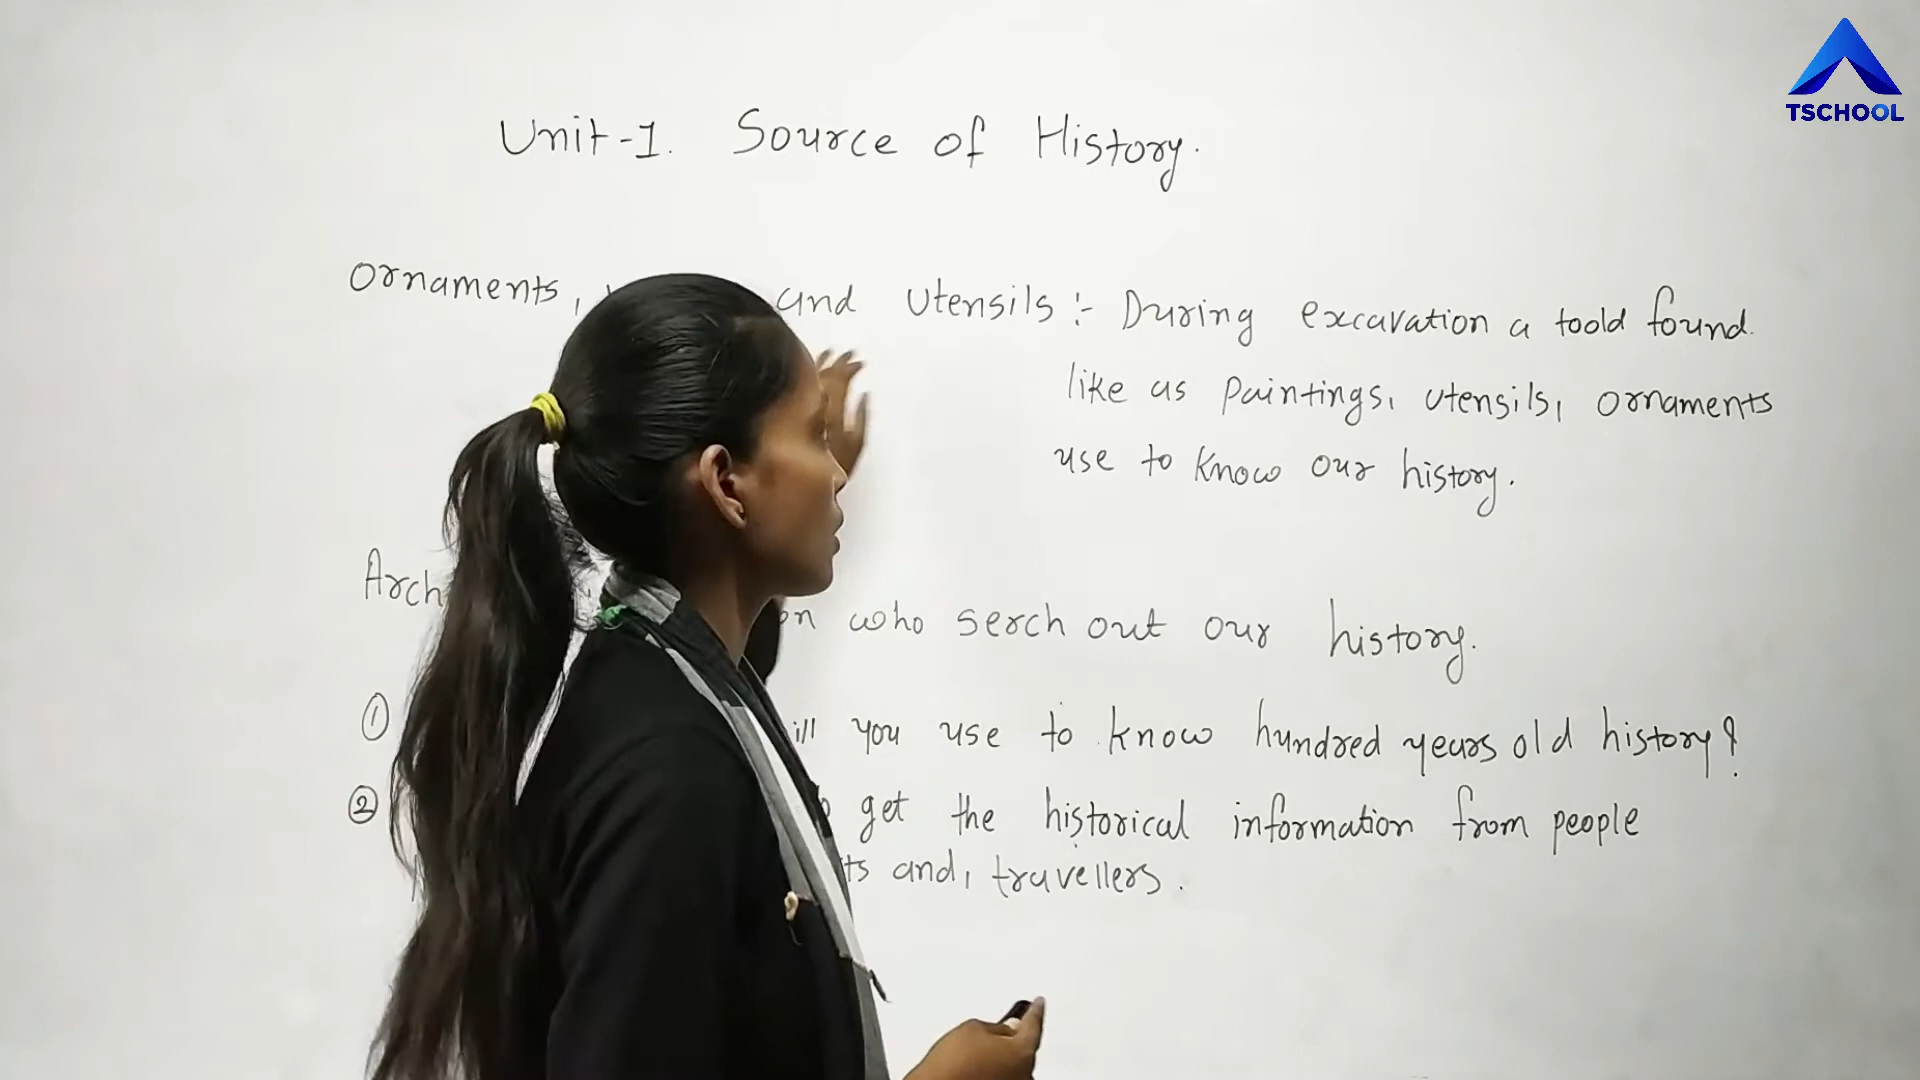 TSCHOOL
Unit-1. Source of History.
Ornaments, and Utensils :- During excavation a toold found.
like as paintings, utensils, ornaments
use to know our history.
who serch out our history.
① you use to know hundred years old history?
② get the historical information from people
and, travellers.